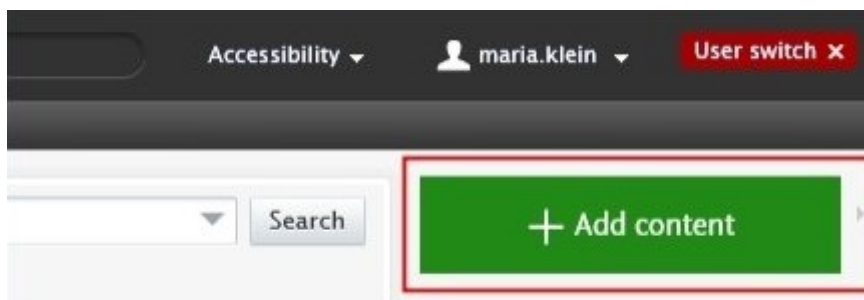 Accessibility maria.klein User switch ×
Search + Add content